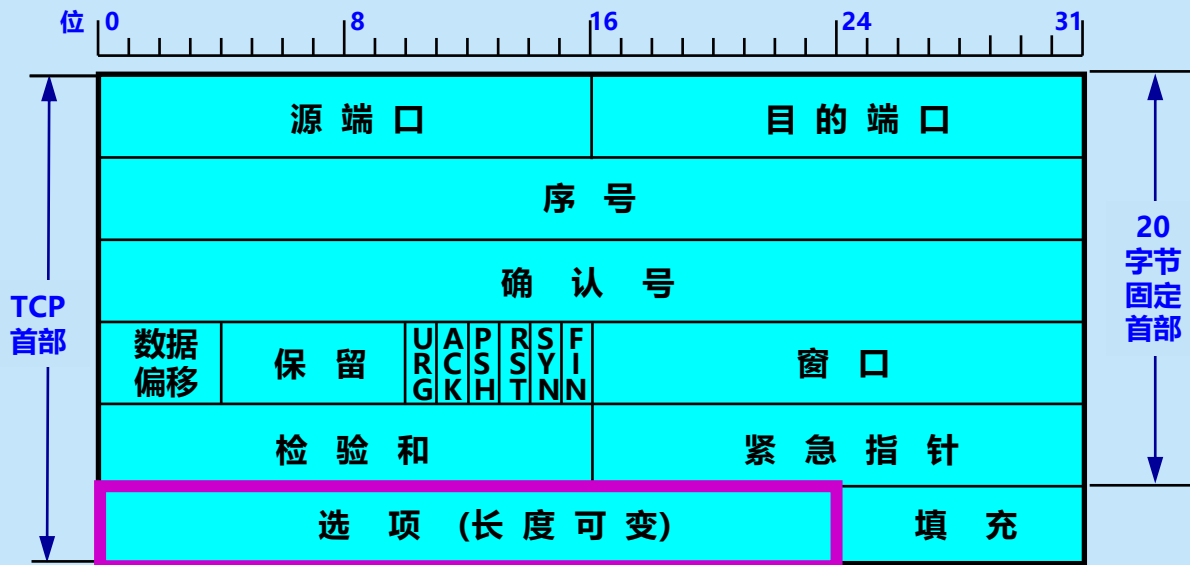 位 0 8 16 24 31
源 端 口 目 的 端 口
序 号
确 认 号
TCP
首部
20
字节
固定
首部
数据
偏移
保 留
URG
ACK
PSH
RST
SYN
FIN
窗 口
检 验 和 紧 急 指 针
选 项 (长 度 可 变) 填 充